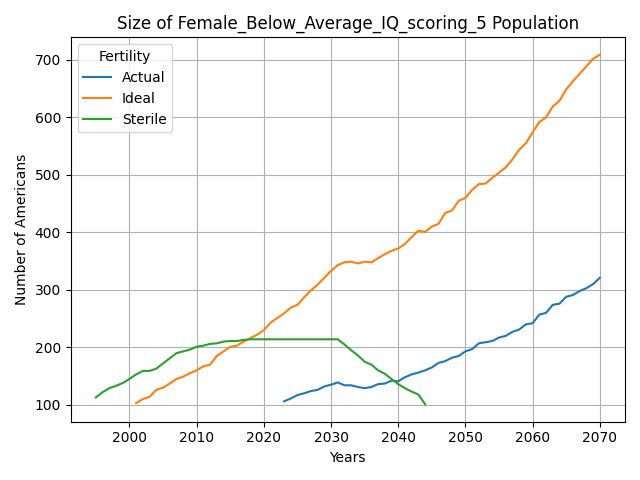 Size of Female_Below_Average_IQ_scoring_5 Population
Fertility
Actual
Ideal
Sterile
Number of Americans
700
600
500
400
300
200
100
2000 2010 2020 2030 2040 2050 2060 2070
Years